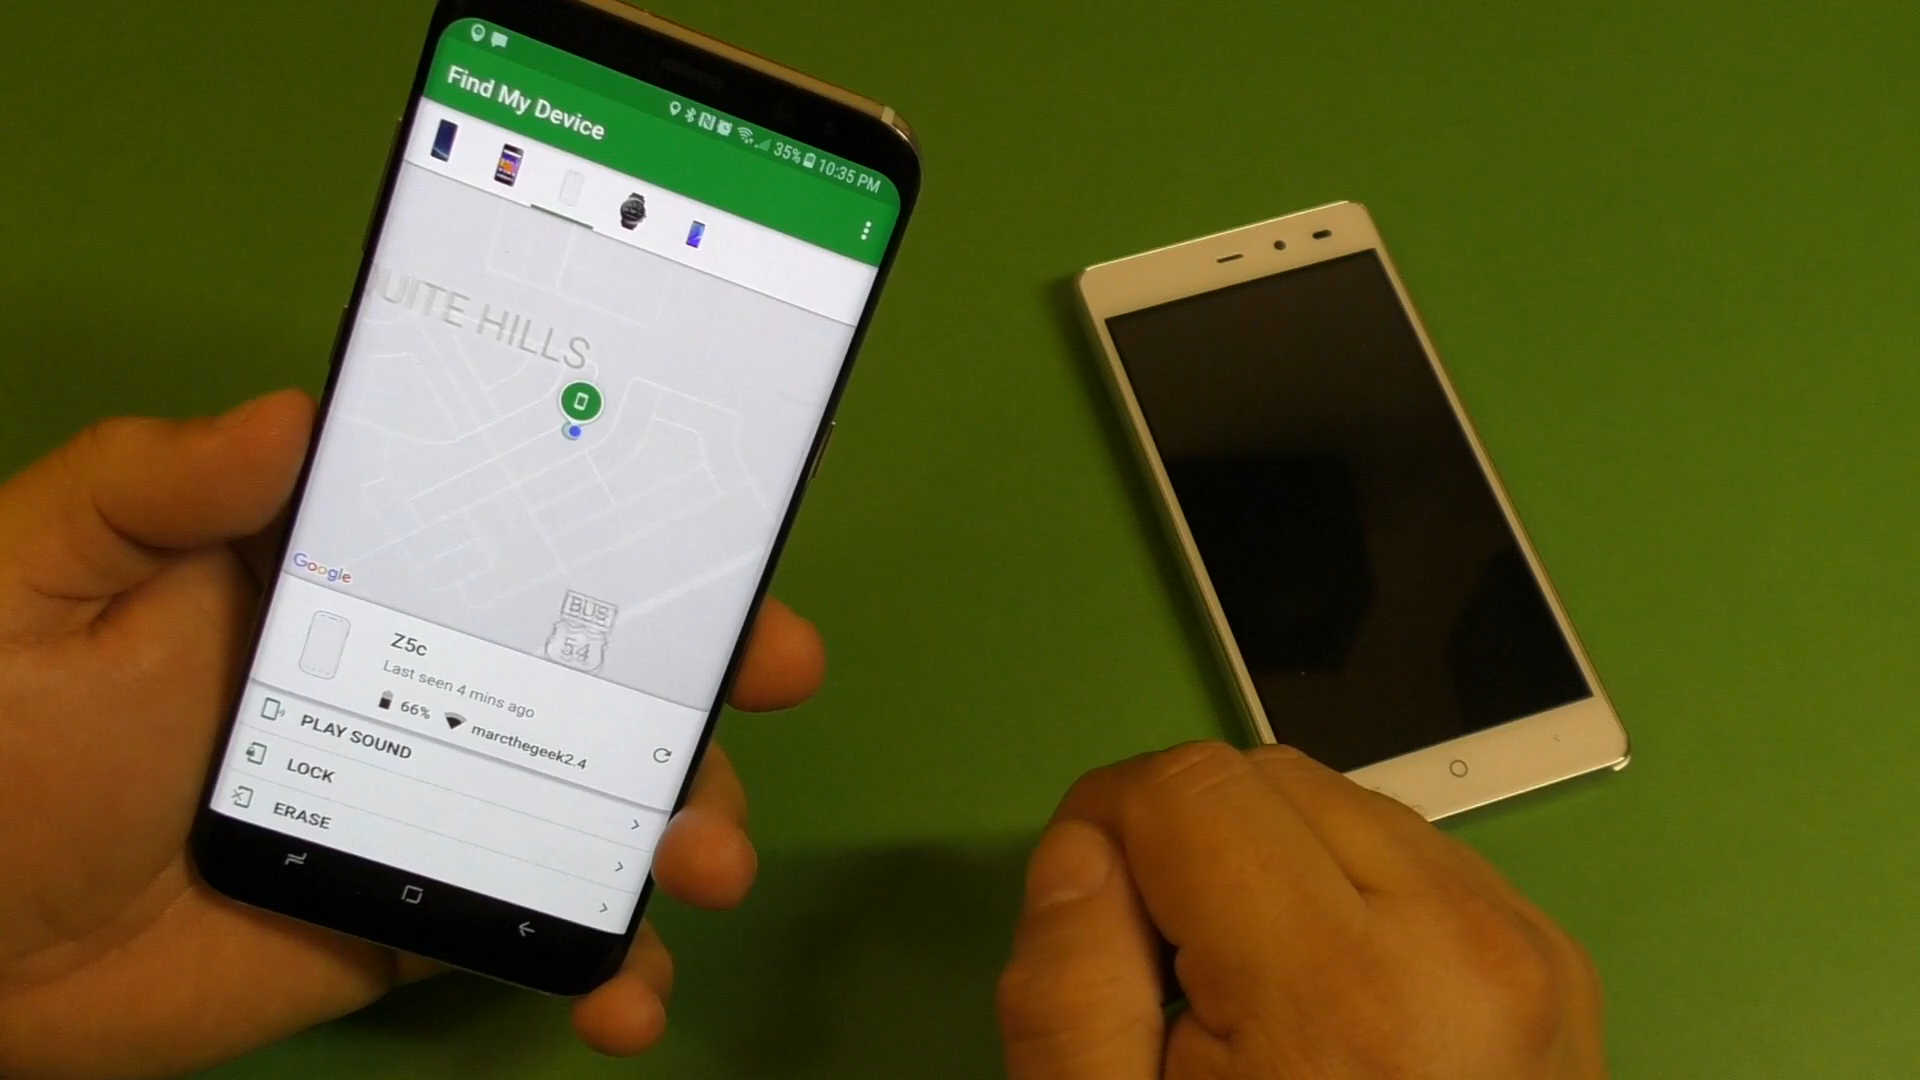 35% 10:35 PM
Find My Device
UITE HILLS
Google
BUS
54
Z5c
Last seen 4 mins ago
66% marcthegeek2.4
PLAY SOUND
LOCK
ERASE